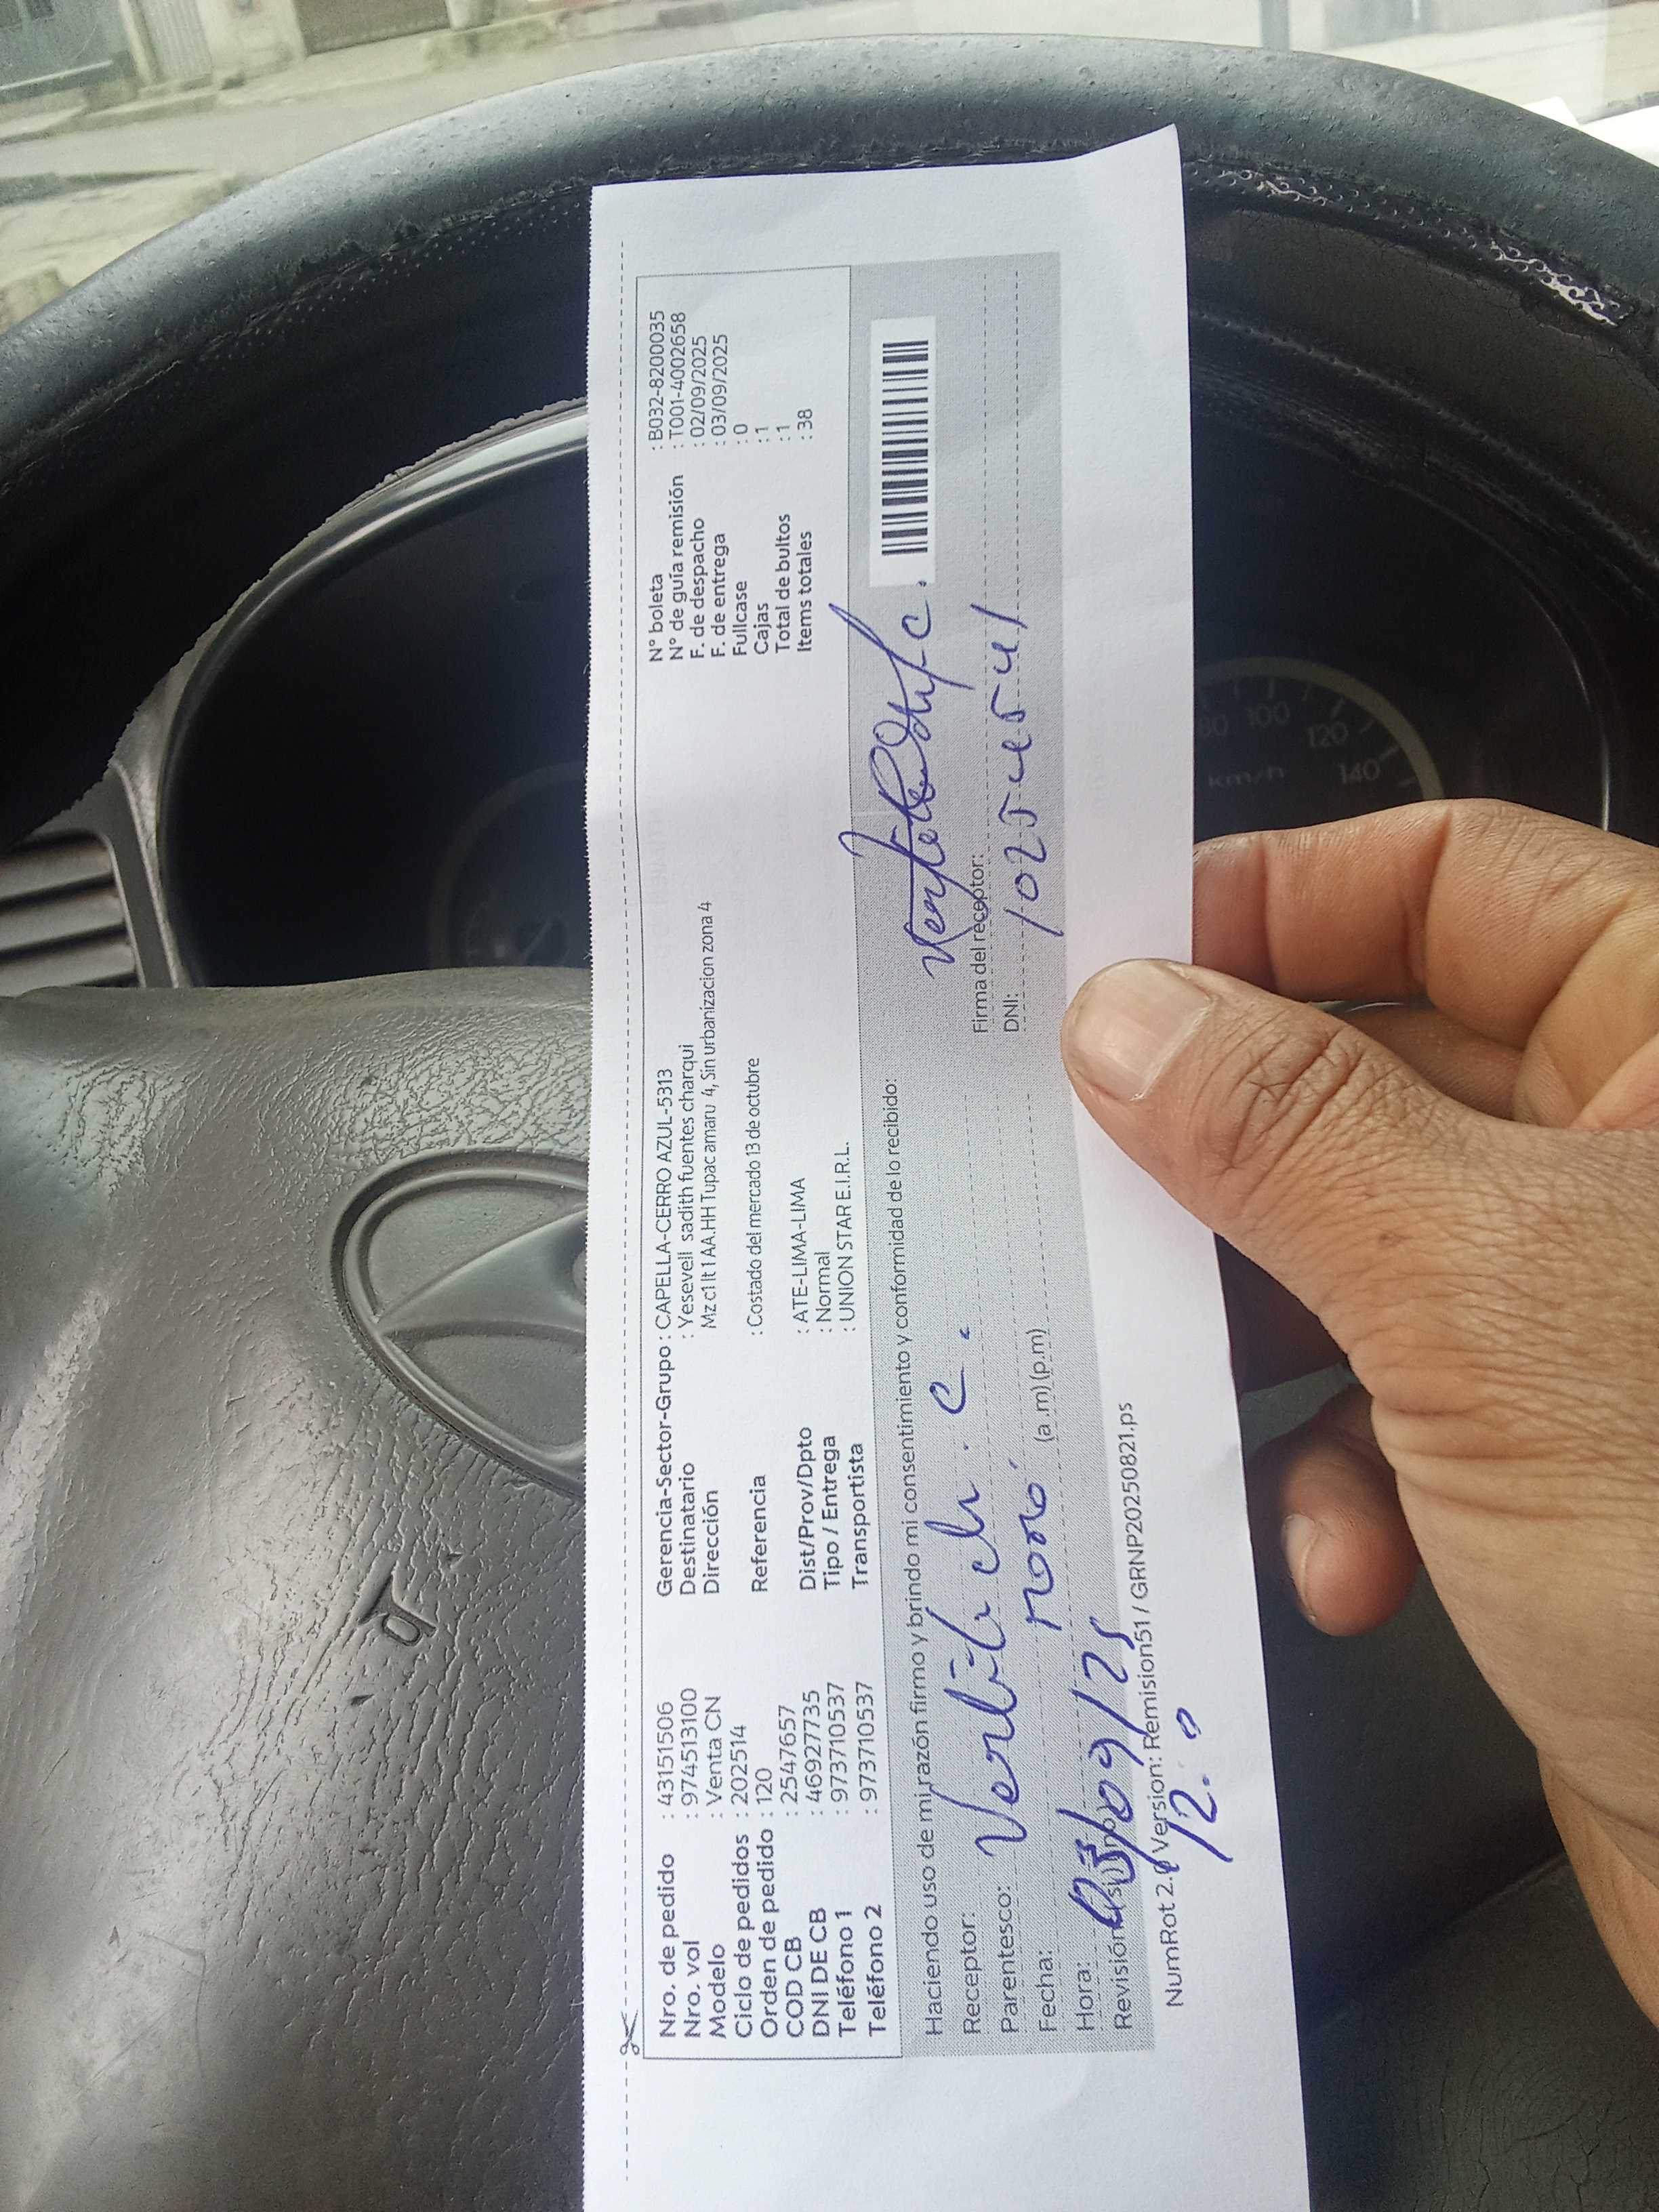 Nro. de pedido : 43151506
Nro. vol : 974513100
Modelo : Venta CN
Ciclo de pedidos : 202514
Orden de pedido : 120
COD CB : 2547657
DNI DE CB : 46927735
Teléfono 1 : 973710537
Teléfono 2 : 973710537
Gerencia-Sector-Grupo : CAPELLA-CERRO AZUL-5313
Destinatario : Yesevell sadith fuentes charqui
Dirección Mz c1 lt 1 AA.HH Tupac amaru 4, Sin urbanizacion zona 4
Referencia : Costado del mercado 13 de octubre
Dist/Prov/Dpto : ATE-LIMA-LIMA
Tipo / Entrega : Normal
Transportista : UNION STAR E.I.R.L.
N° boleta : B032-8200035
N° de guía remisión : T001-4002658
F. de despacho : 02/09/2025
F. de entrega : 03/09/2025
Fullcase : 0
Cajas : 1
Total de bultos : 1
Items totales : 38
Haciendo uso de mi razón firmo y brindo mi consentimiento y conformidad de lo recibido:
Receptor:
Parentesco:
Fecha: 03/09/25
Hora: 12. (a.m) (p.m)
Firma del receptor:
DNI:
Revisión
NumRot 2.0 Version: Remision51 / GRNP20250821.ps
80 100 120 140
km/h